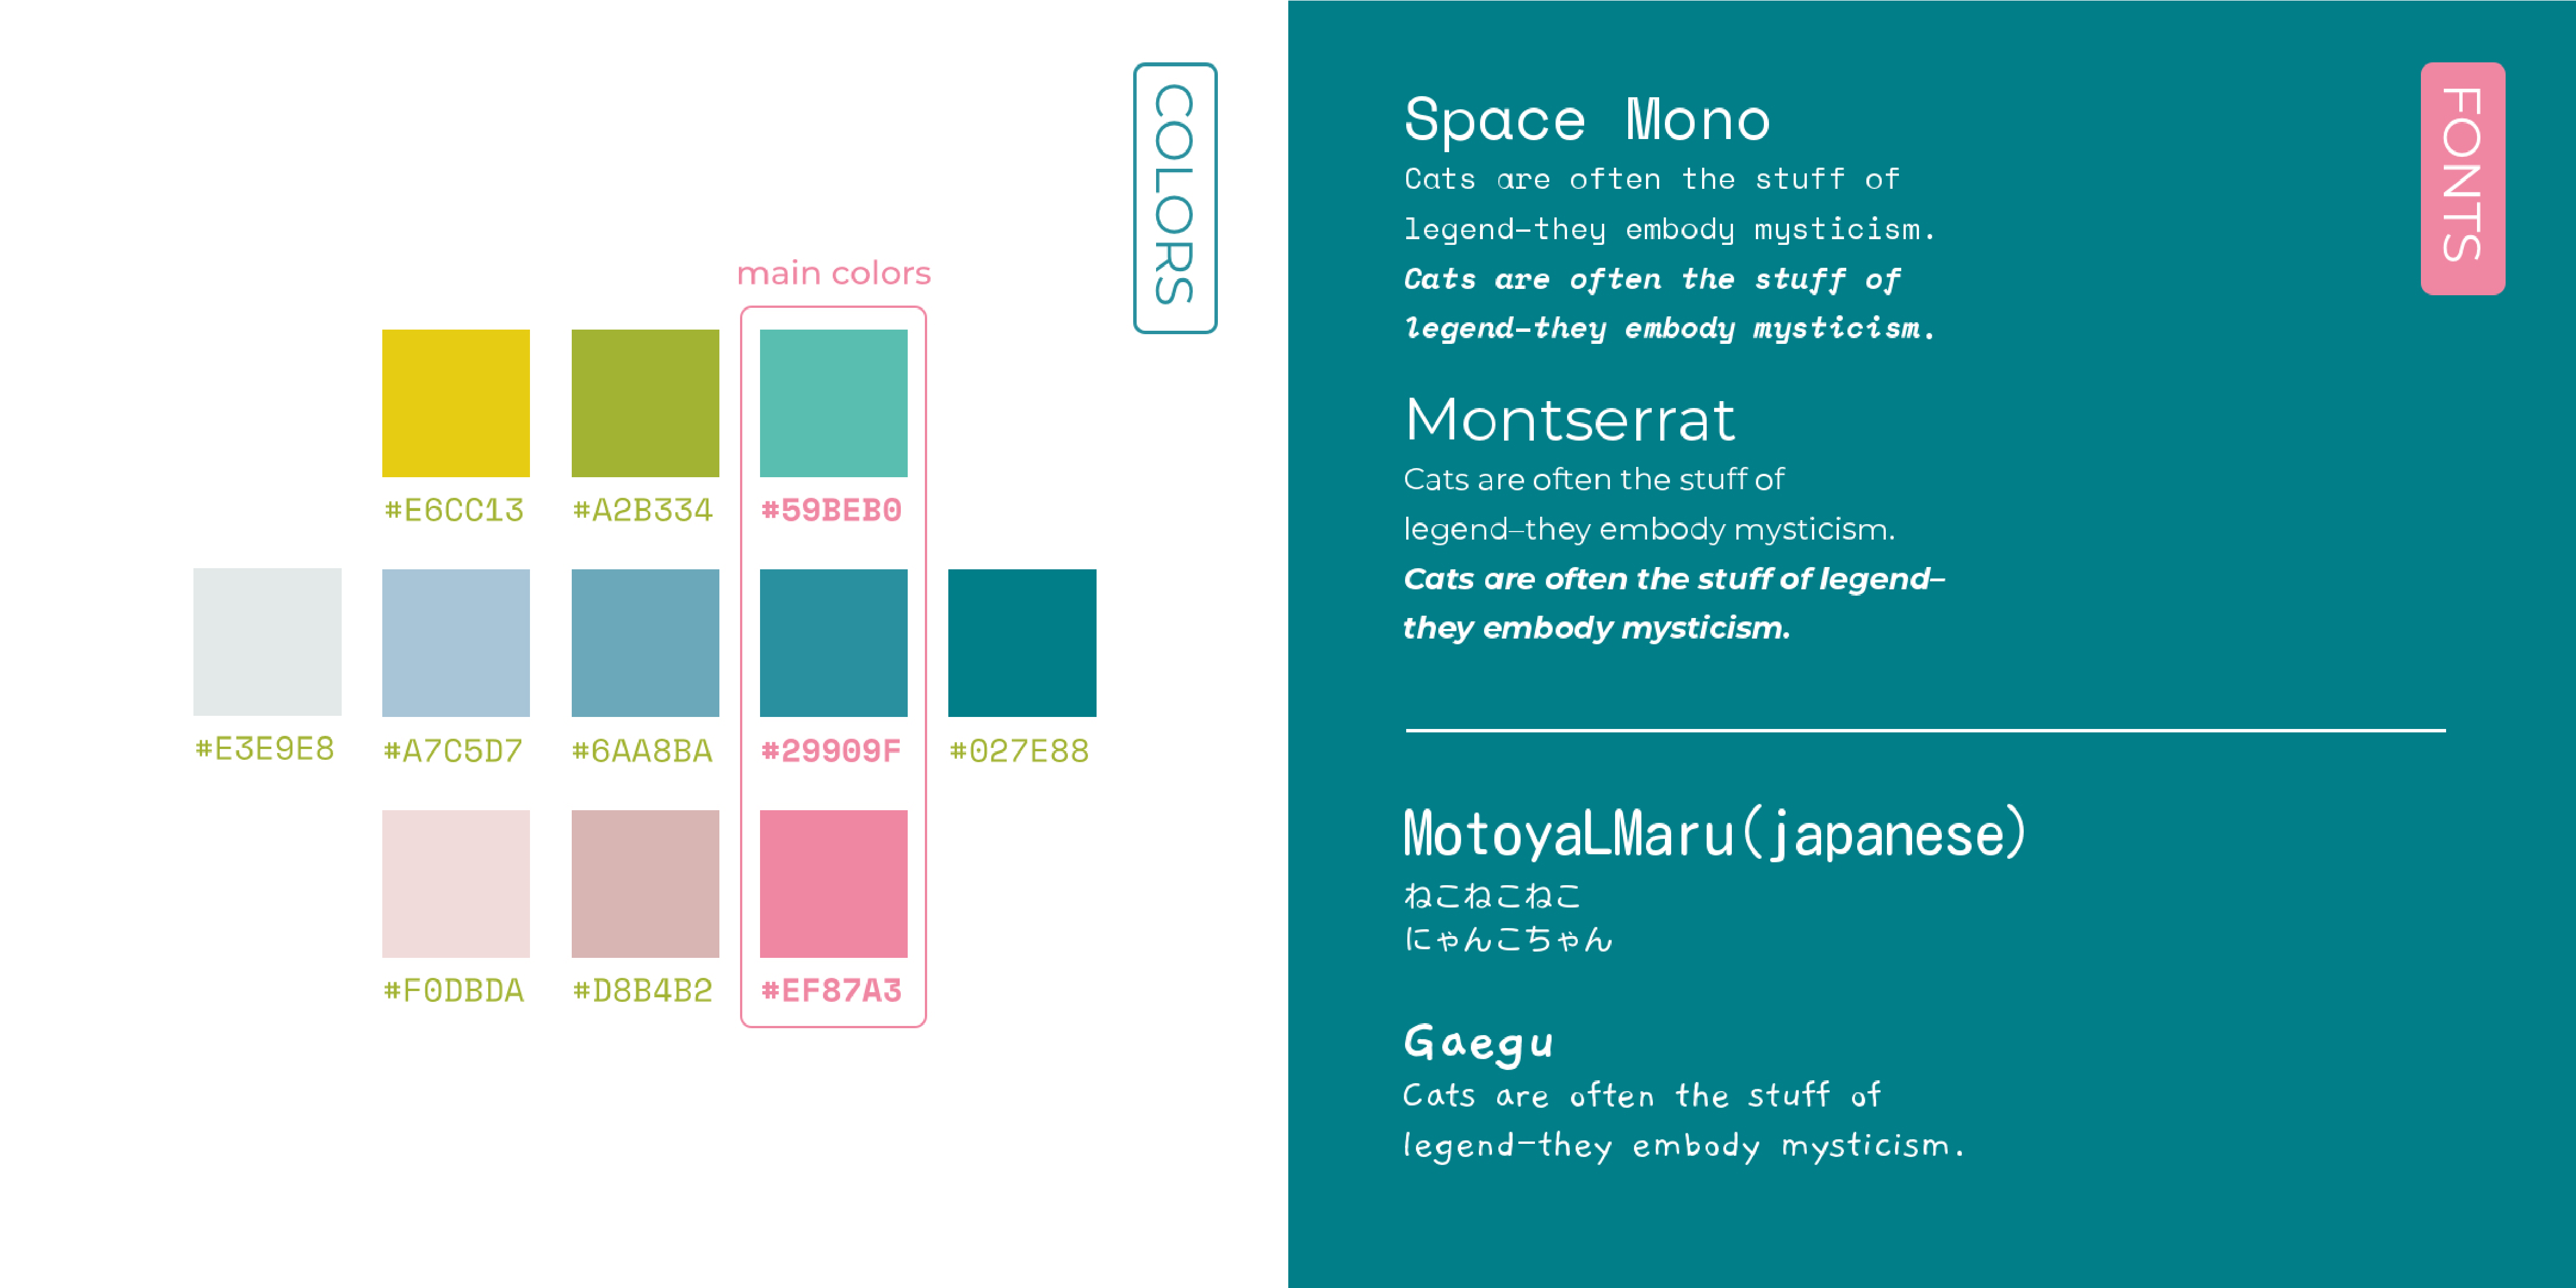 COLORS
main colors
#E6CC13 #A2B334 #59BEB0
#E3E9E8 #A7C5D7 #6AA8BA #29909F #027E88
#F0DBDA #D8B4B2 #EF87A3
FONTS
Space Mono
Cats are often the stuff of
legend–they embody mysticism.
Cats are often the stuff of
legend–they embody mysticism.
Montserrat
Cats are often the stuff of
legend–they embody mysticism.
Cats are often the stuff of legend–
they embody mysticism.
MotoyaLMaru(japanese)
ねこねこねこ
にゃんこちゃん
Gaegu
Cats are often the stuff of
legend–they embody mysticism.